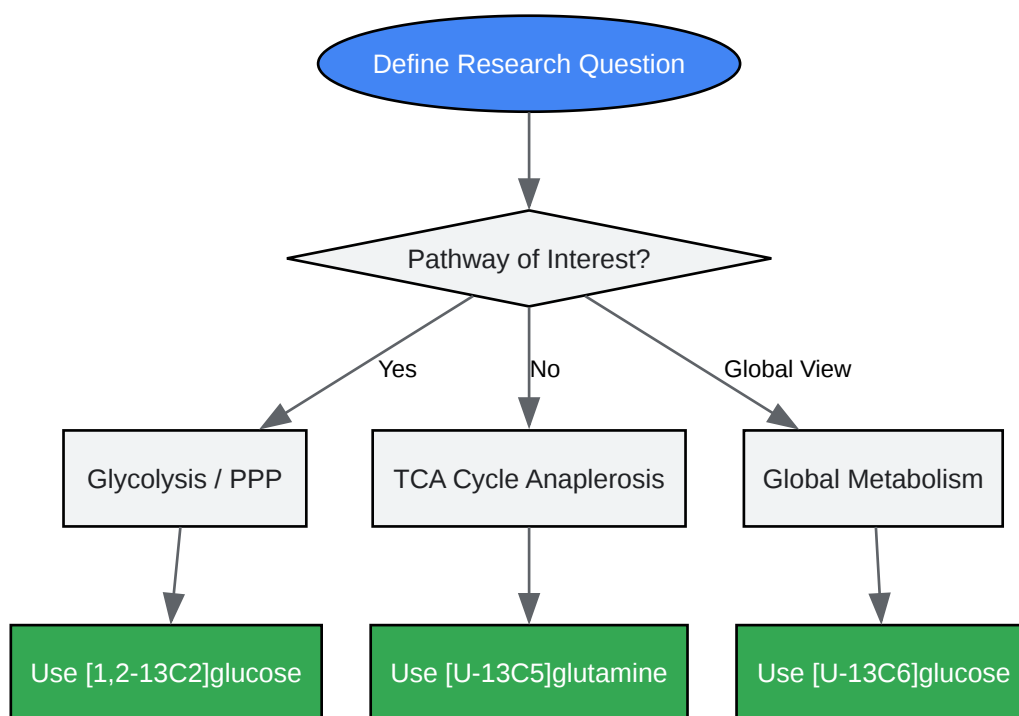 Define Research Question
Pathway of Interest?
Yes
No
Global View
Glycolysis / PPP
TCA Cycle Anaplerosis
Global Metabolism
Use [1,2-13C2]glucose
Use [U-13C5]glutamine
Use [U-13C6]glucose